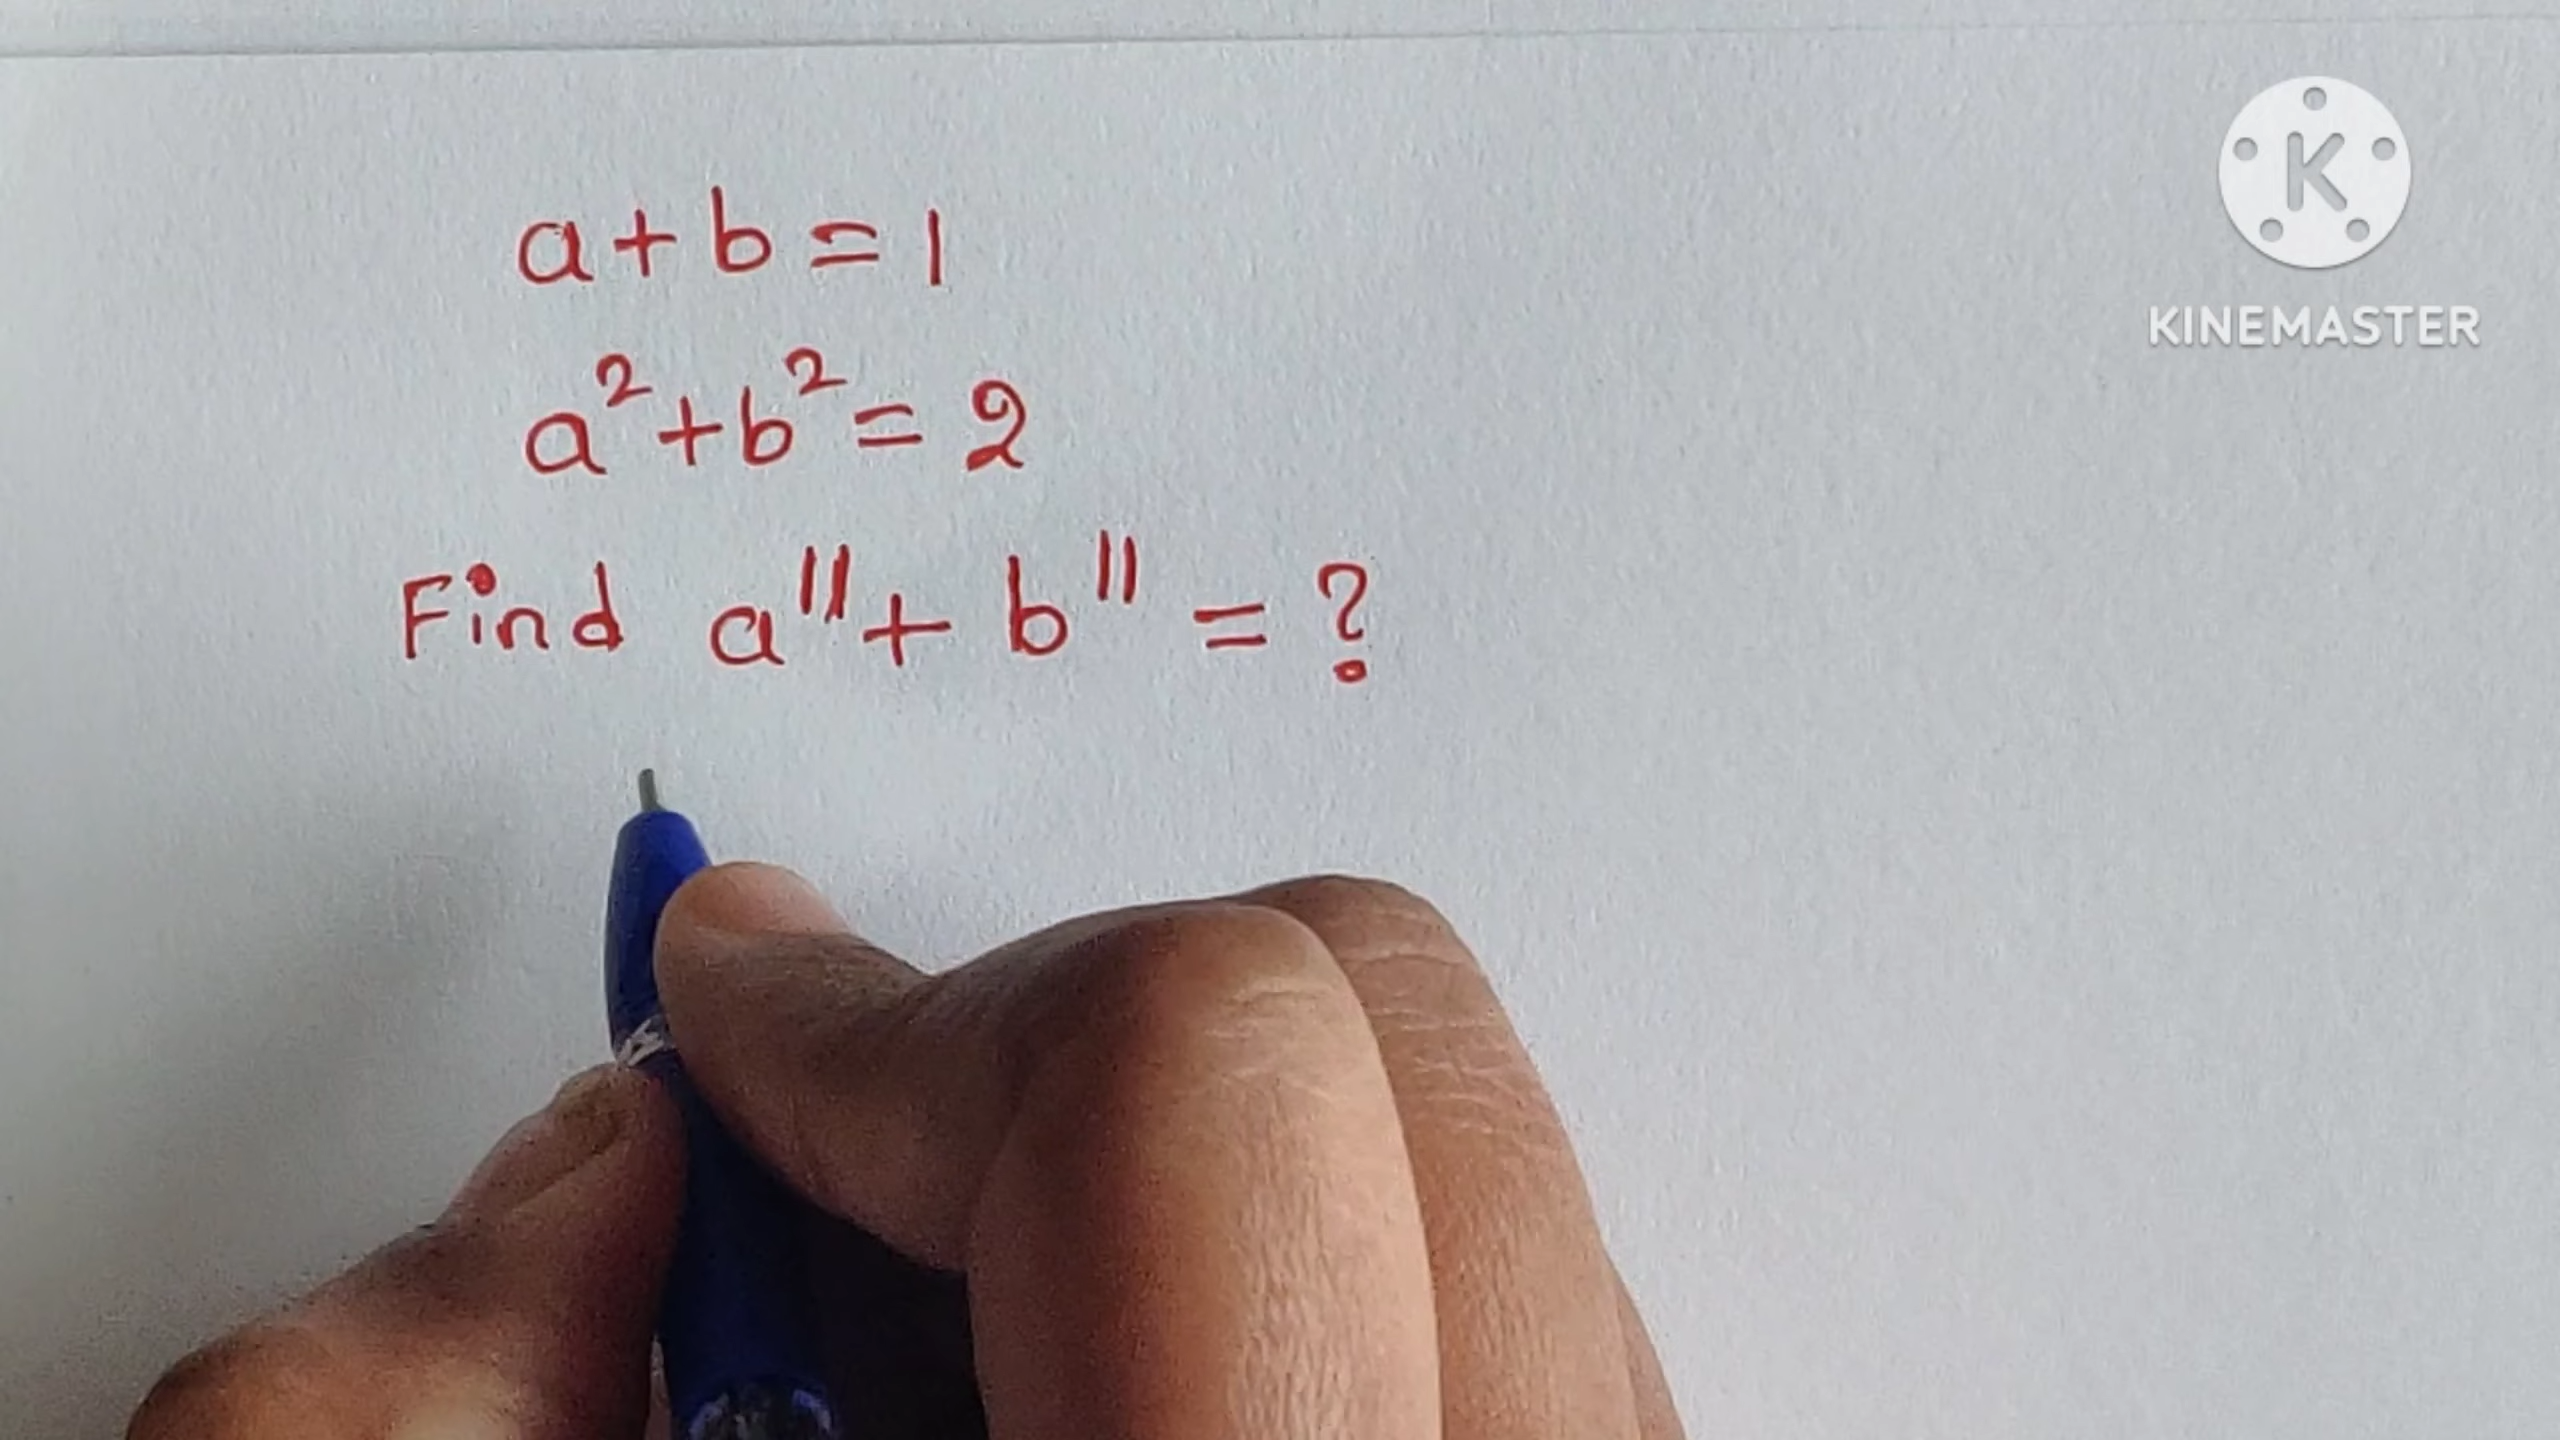 a + b = 1
K
KINEMASTER
a² + b² = 2
Find a¹¹ + b¹¹ = ?